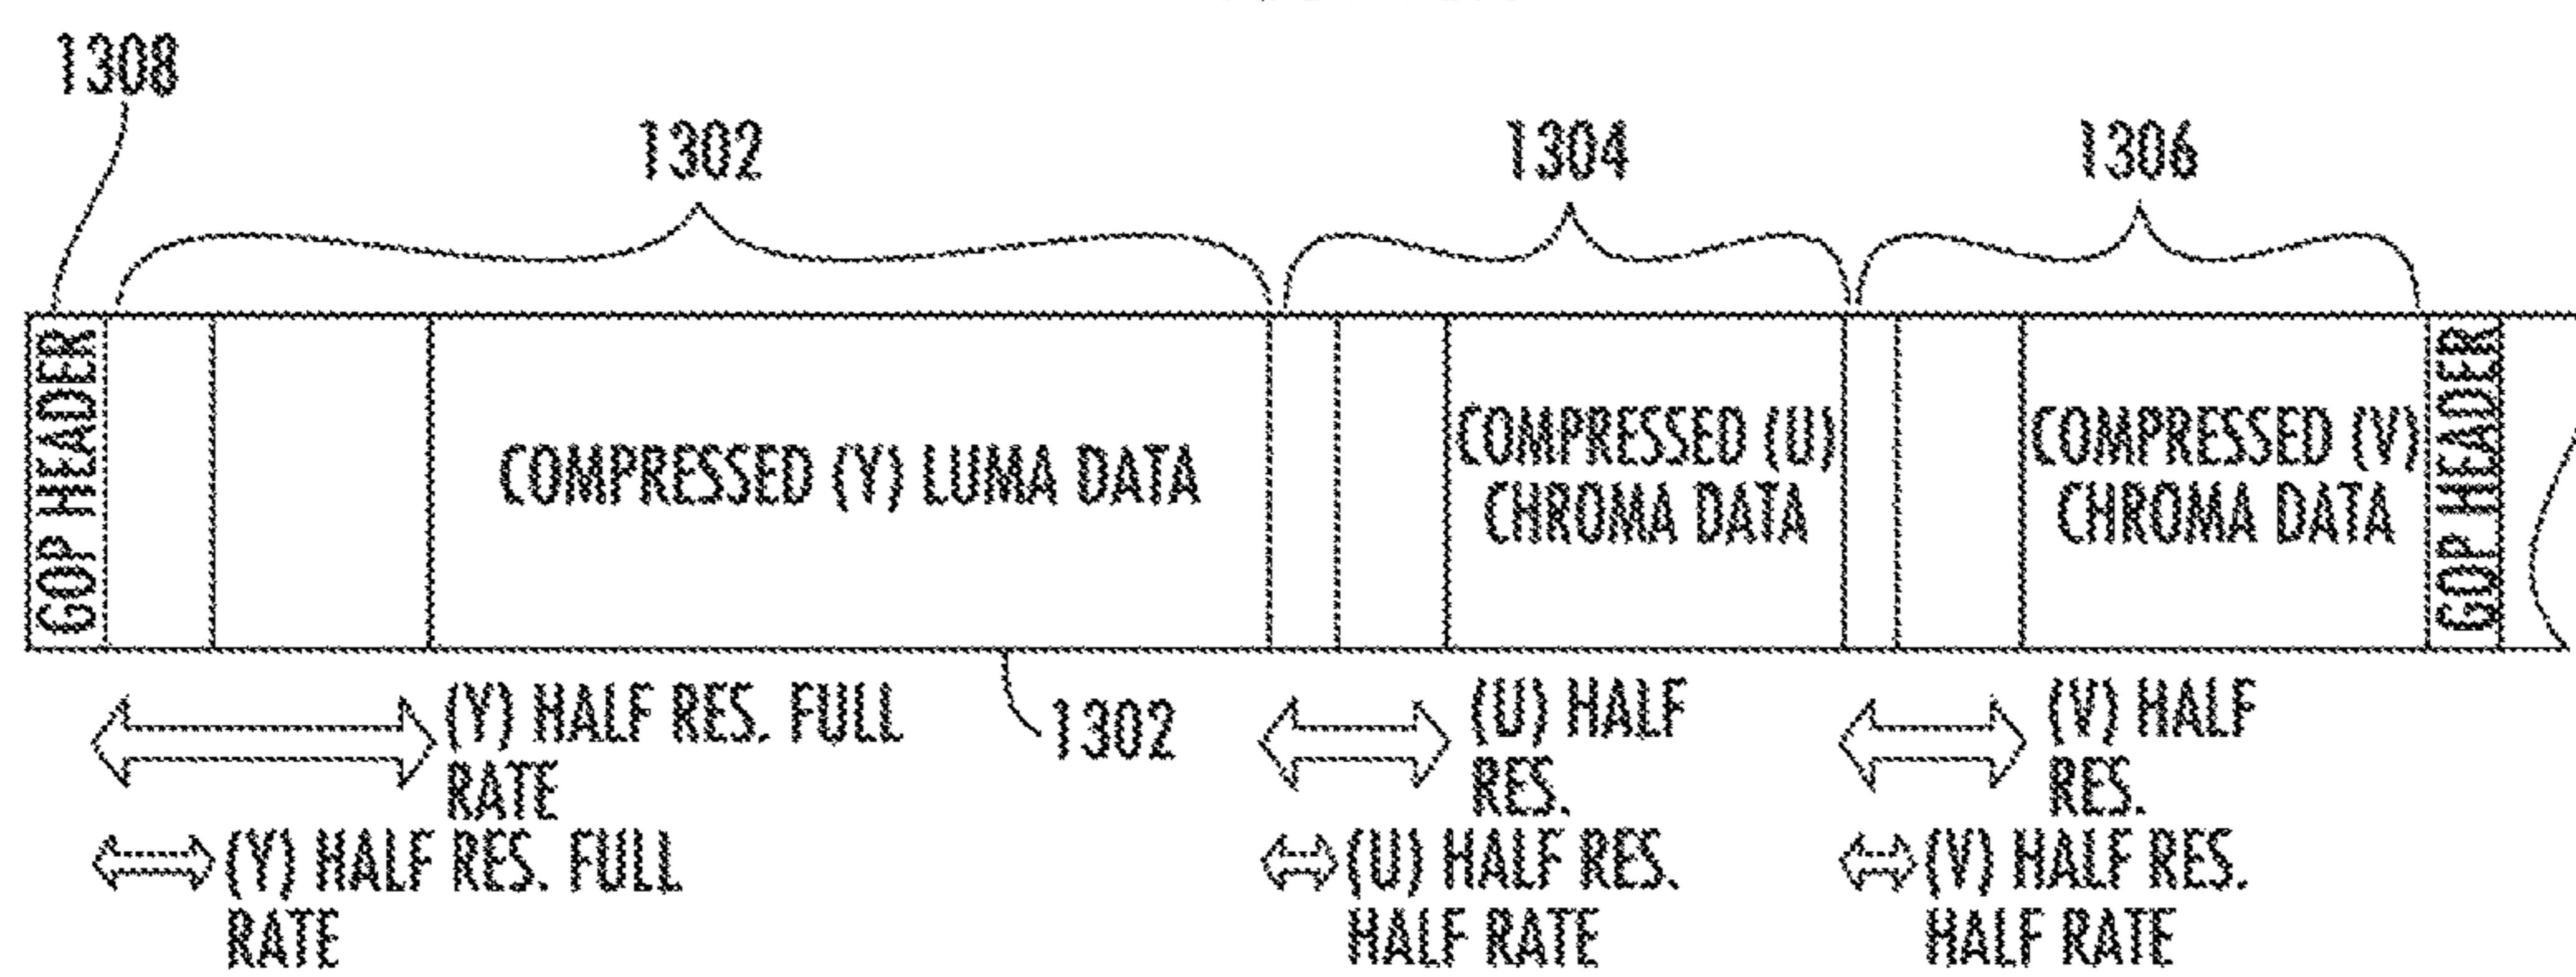 1308
1302
1304
1306
GOP HEADER
COMPRESSED (Y) LUMA DATA
COMPRESSED (U)
CHROMA DATA
COMPRESSED (V)
CHROMA DATA
GOP HEADER
(Y) HALF RES. FULL
RATE
1302
(U) HALF
RES.
(V) HALF
RES.
(Y) HALF RES. FULL
RATE
(U) HALF RES.
HALF RATE
(V) HALF RES.
HALF RATE